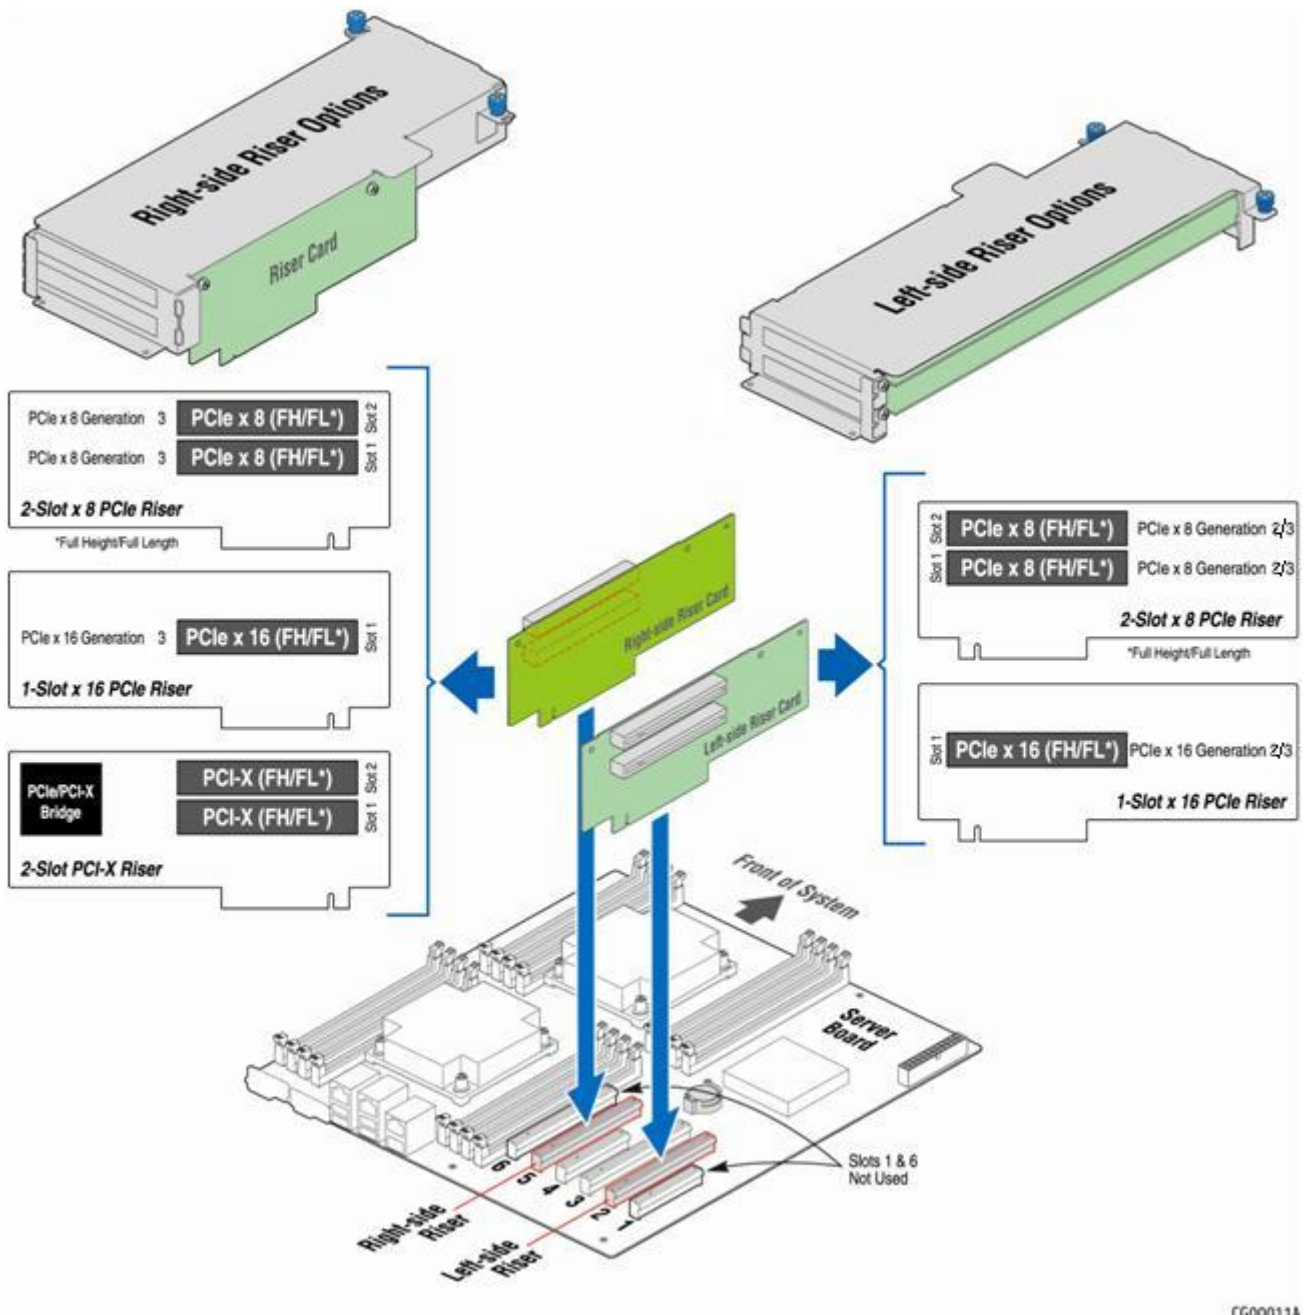 Right-side Riser Options
Riser Card
Left-side Riser Options
PCIe x 8 Generation 3 PCIe x 8 (FH/FL*) Slot 2
PCIe x 8 Generation 3 PCIe x 8 (FH/FL*) Slot 1
2-Slot x 8 PCIe Riser
*Full Height/Full Length
PCIe x 16 Generation 3 PCIe x 16 (FH/FL*) Slot 1
1-Slot x 16 PCIe Riser
PCIe/PCI-X
Bridge
PCI-X (FH/FL*) Slot 2
PCI-X (FH/FL*) Slot 1
2-Slot PCI-X Riser
Right-side Riser Card
Left-side Riser Card
Slot 2 PCIe x 8 (FH/FL*) PCIe x 8 Generation 2/3
Slot 1 PCIe x 8 (FH/FL*) PCIe x 8 Generation 2/3
2-Slot x 8 PCIe Riser
*Full Height/Full Length
Slot 1 PCIe x 16 (FH/FL*) PCIe x 16 Generation 2/3
1-Slot x 16 PCIe Riser
Front of System
Server
Board
Slots 1 & 6
Not Used
6
5
4
3
2
1
Right-side
Riser
Left-side
Riser
CG00011A